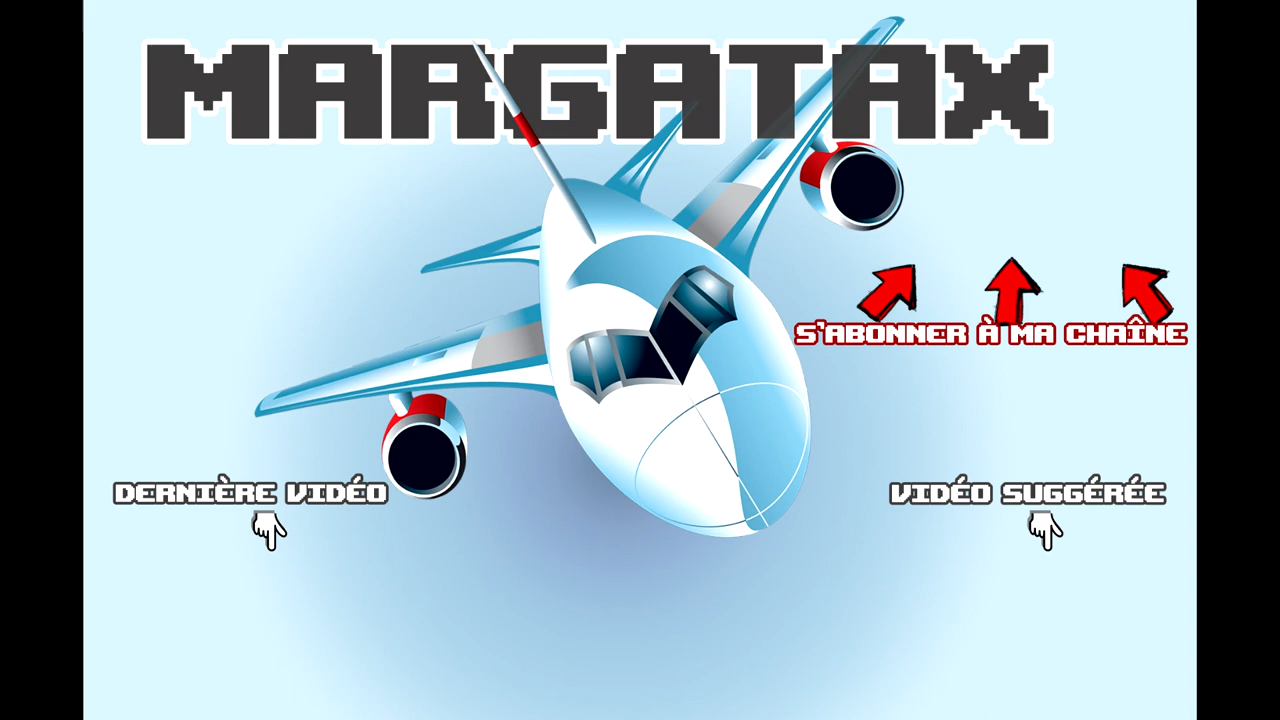 MARGATAX
S'ABONNER À MA CHAÎNE
DERNIÈRE VIDÉO
VIDÉO SUGGÉRÉE